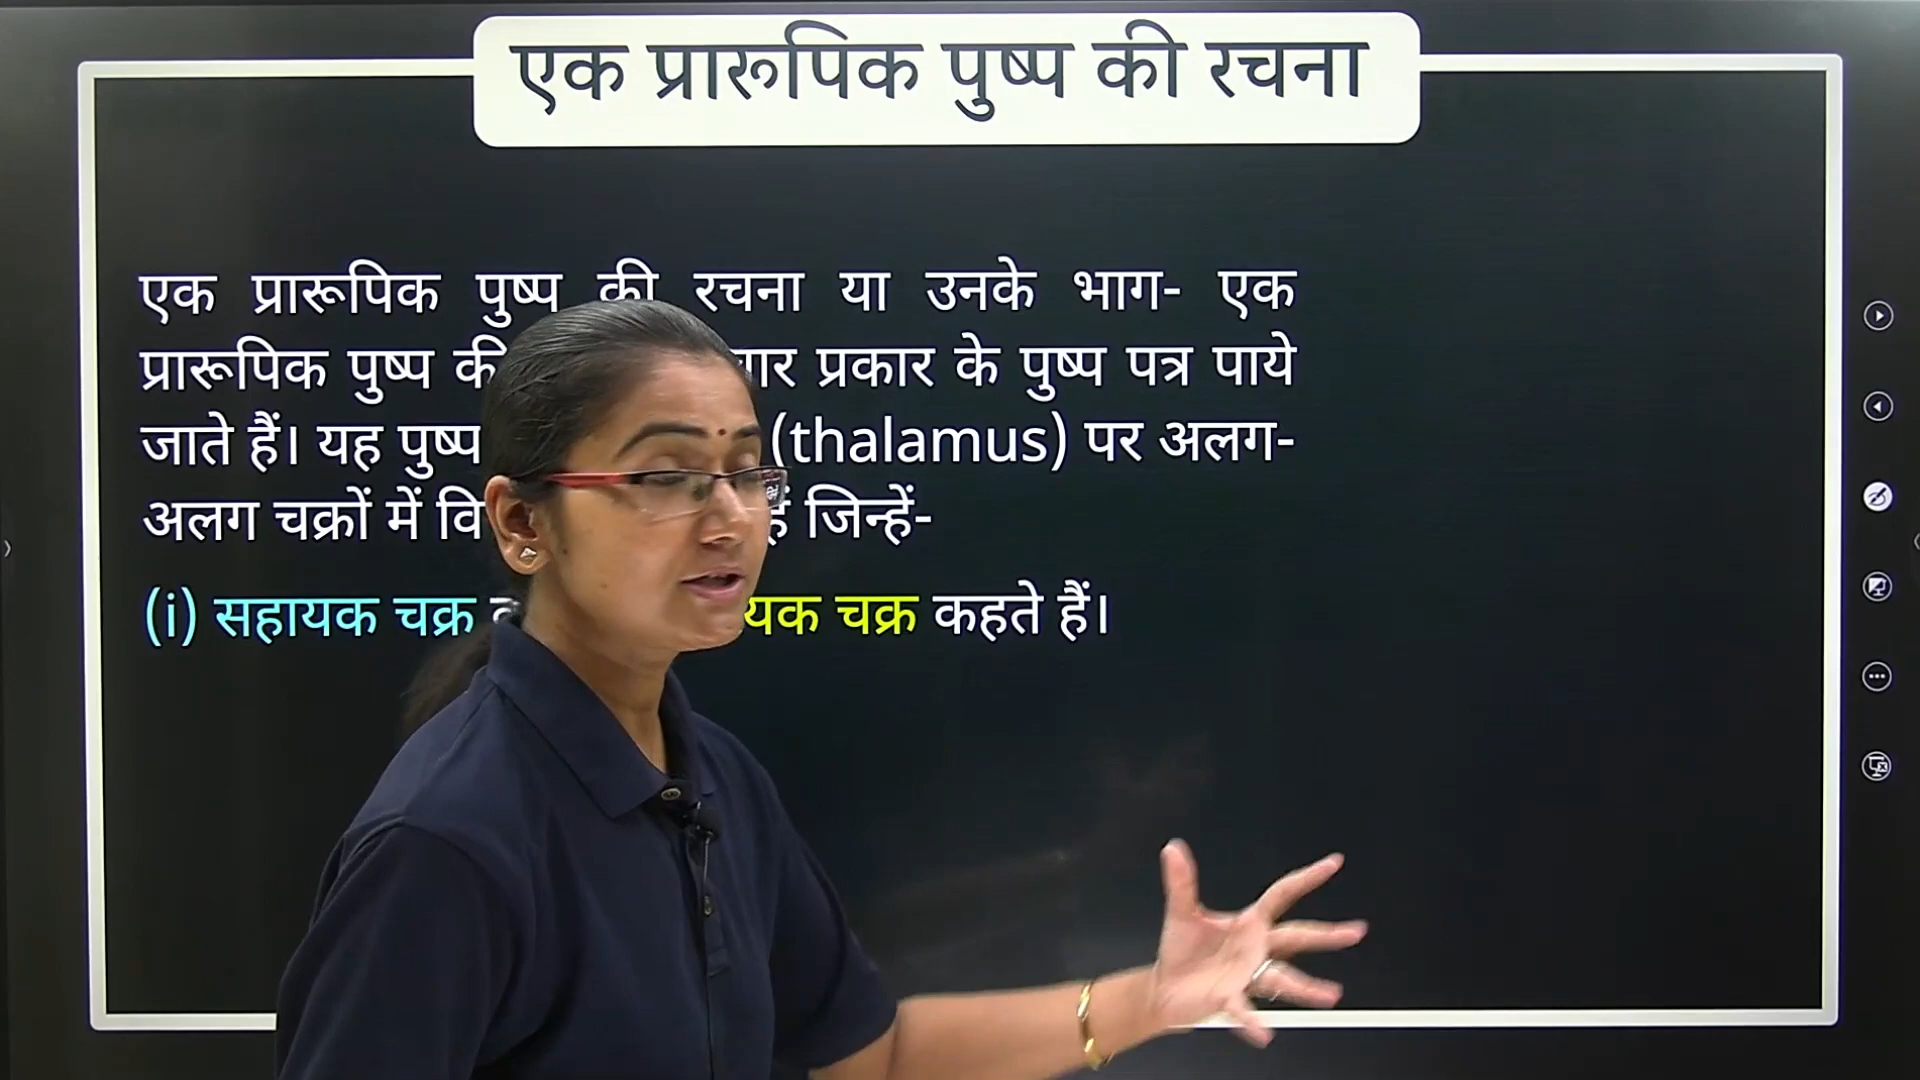 एक प्रारूपिक पुष्प की रचना
एक प्रारूपिक पुष्प की रचना या उनके भाग- एक
प्रारूपिक पुष्प की प्रकार के पुष्प पत्र पाये
जाते हैं। यह पुष्प (thalamus) पर अलग-
अलग चक्रों में हैं जिन्हें-
(i) सहायक चक्र चक्र कहते हैं।